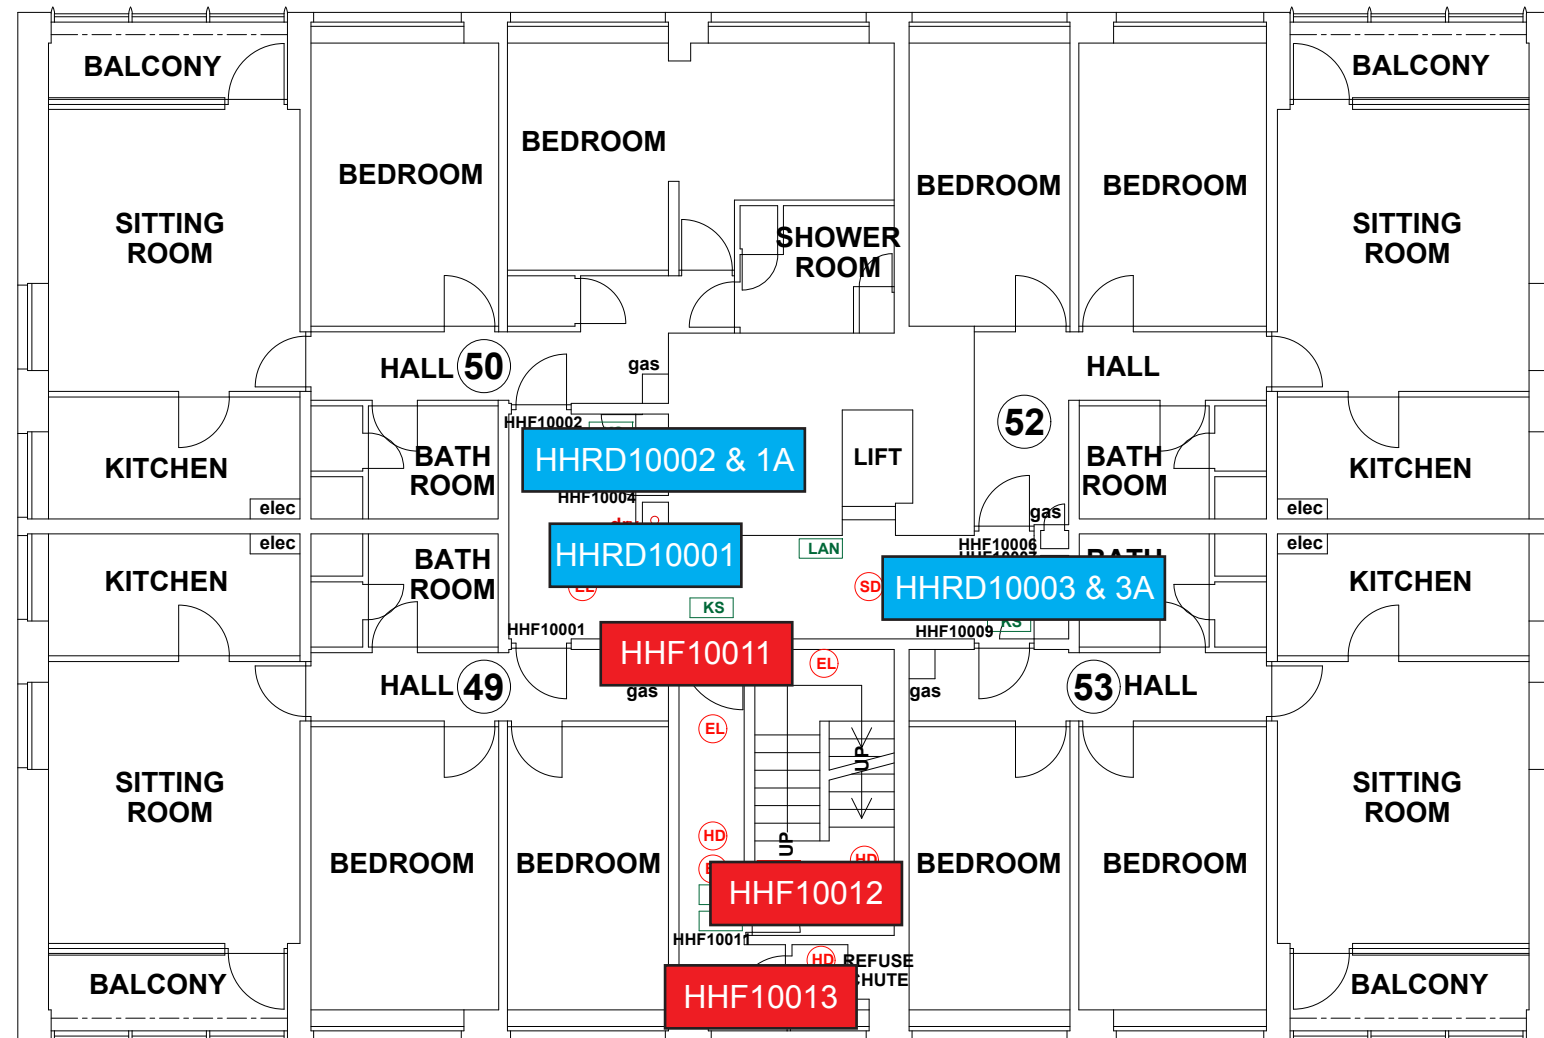 BALCONY
BALCONY
BEDROOM
BEDROOM
BEDROOM
BEDROOM
SITTING
ROOM
SHOWER
ROOM
SITTING
ROOM
HALL 50
gas
HALL
HHF10002
52
KITCHEN
BATH
ROOM
HHRD10002 & 1A
LIFT
BATH
ROOM
KITCHEN
HHF10004
elec
gas
elec
elec
HHRD10001
LAN
HHF10006
elec
KITCHEN
BATH
ROOM
EL
SD
HHRD10003 & 3A
BATH
KITCHEN
KS
KS
HHF10001
HHF10009
HHF10011
EL
HALL 49
gas
gas
53 HALL
EL
UP
SITTING
ROOM
SITTING
ROOM
HD
UP
HD
BEDROOM
BEDROOM
BEDROOM
BEDROOM
HHF10012
HHF10011
HD
REFUSE
CHUTE
BALCONY
HHF10013
BALCONY